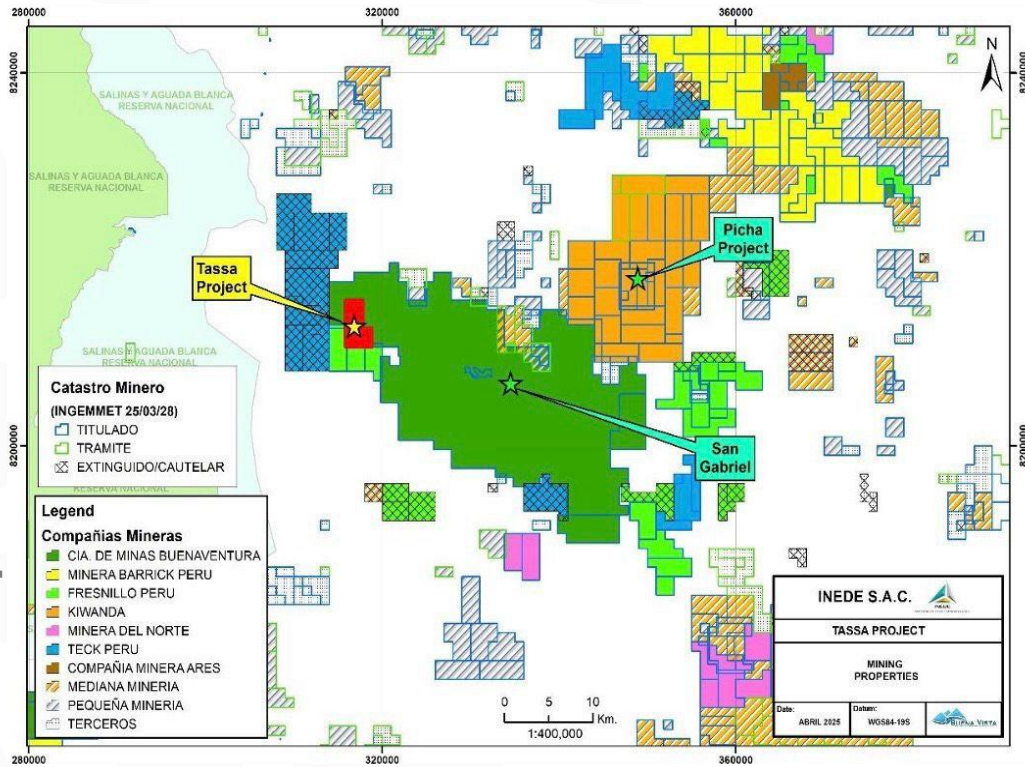 280000
320000
360000
N
8240000
8240000
SALINAS Y AGUADA BLANCA
RESERVA NACIONAL
SALINAS Y AGUADA BLANCA
RESERVA NACIONAL
Picha
Project
Tassa
Project
SALINAS Y AGUADA BLANCA
RESERVA NACIONAL
Catastro Minero
(INGEMMET 25/03/28)
TITULADO
TRAMITE
EXTINGUIDO/CAUTELAR
8200000
8200000
San
Gabriel
RESERVA NACIONAL
Legend
Compañias Mineras
CIA. DE MINAS BUENAVENTURA
MINERA BARRICK PERU
FRESNILLO PERU
KIWANDA
MINERA DEL NORTE
TECK PERU
COMPAÑIA MINERA ARES
MEDIANA MINERIA
PEQUEÑA MINERIA
TERCEROS
0 5 10
Km.
1:400,000
INEDE S.A.C.
TASSA PROJECT
MINING
PROPERTIES
Date:
ABRIL 2025
Datum:
WGS84-19S
BUENA VISTA
280000
320000
360000